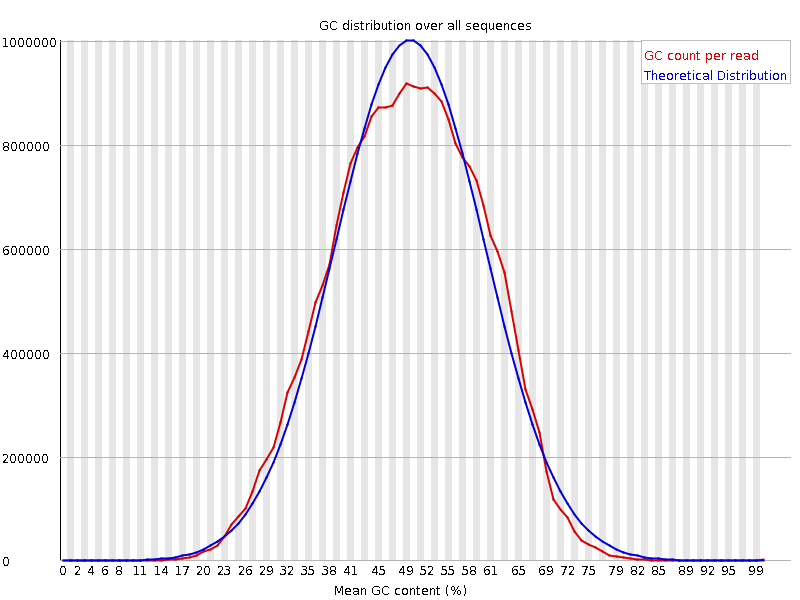 GC distribution over all sequences
1000000
GC count per read
Theoretical Distribution
800000
600000
400000
200000
0
0 2 4 6 8 11 14 17 20 23 26 29 32 35 38 41 45 49 52 55 58 61 65 69 72 75 79 82 85 89 92 95 99
Mean GC content (%)